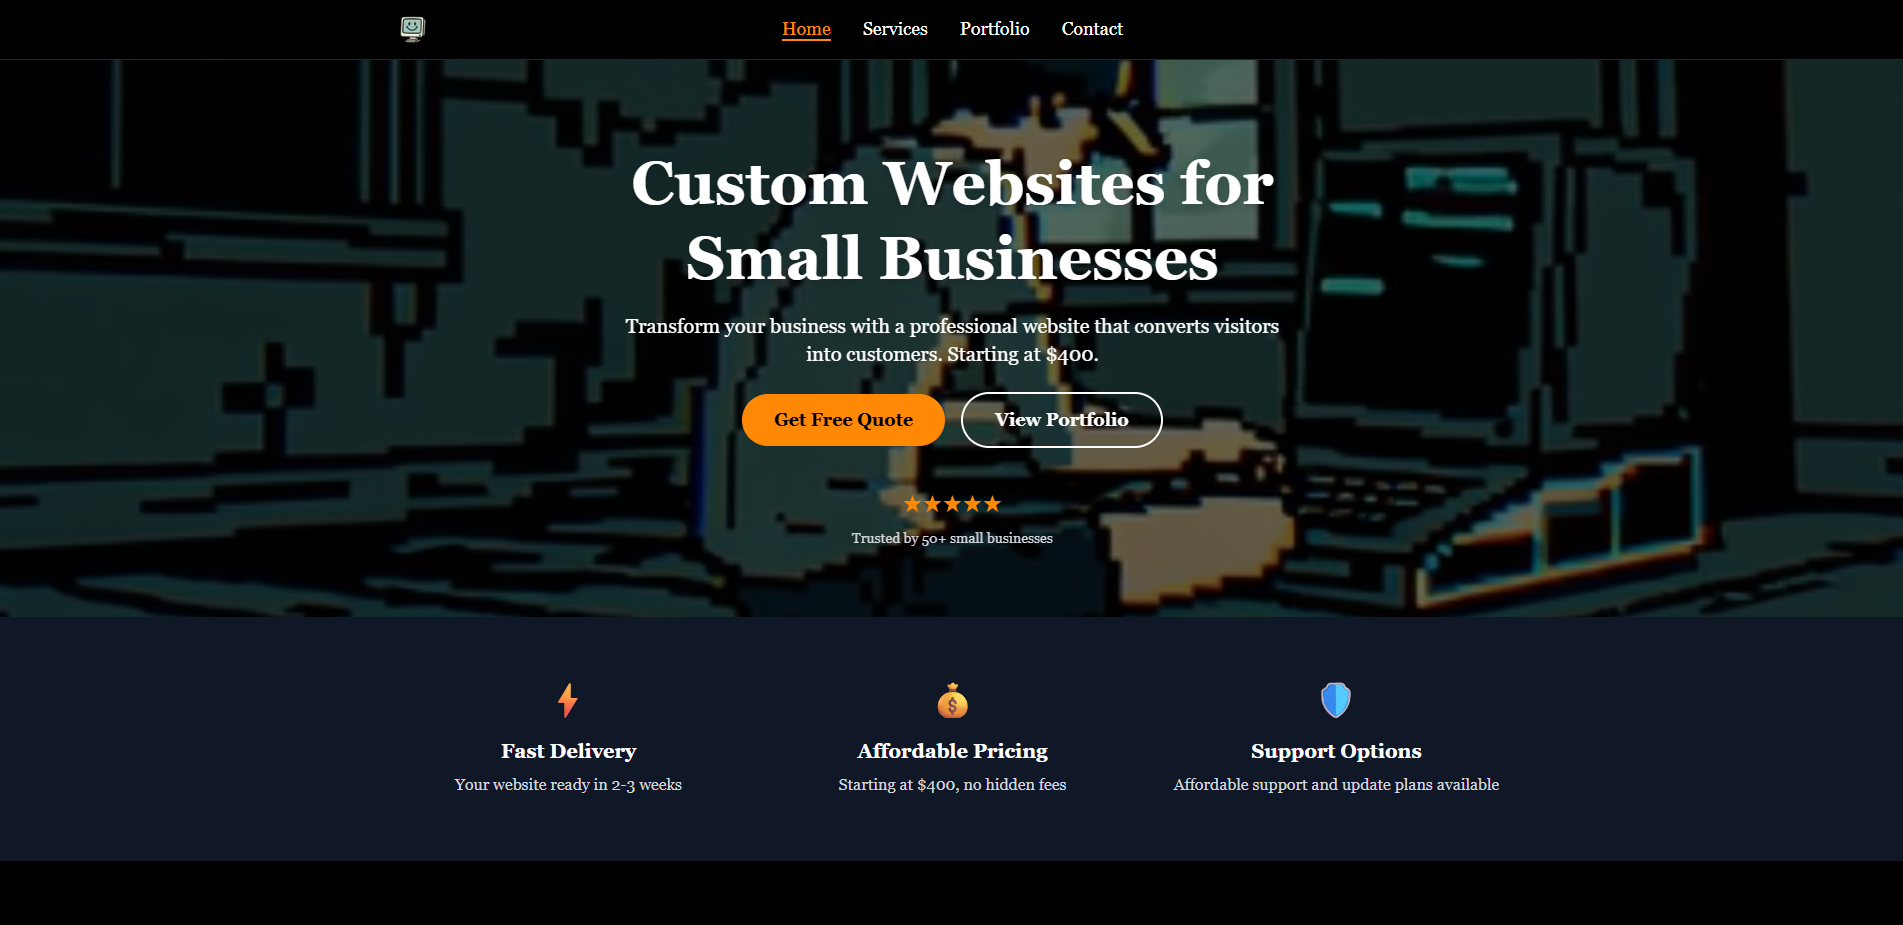 Home Services Portfolio Contact
Custom Websites for
Small Businesses
Transform your business with a professional website that converts visitors
into customers. Starting at $400.
Get Free Quote View Portfolio
★★★★★
Trusted by 50+ small businesses
Fast Delivery
Your website ready in 2-3 weeks
Affordable Pricing
Starting at $400, no hidden fees
Support Options
Affordable support and update plans available